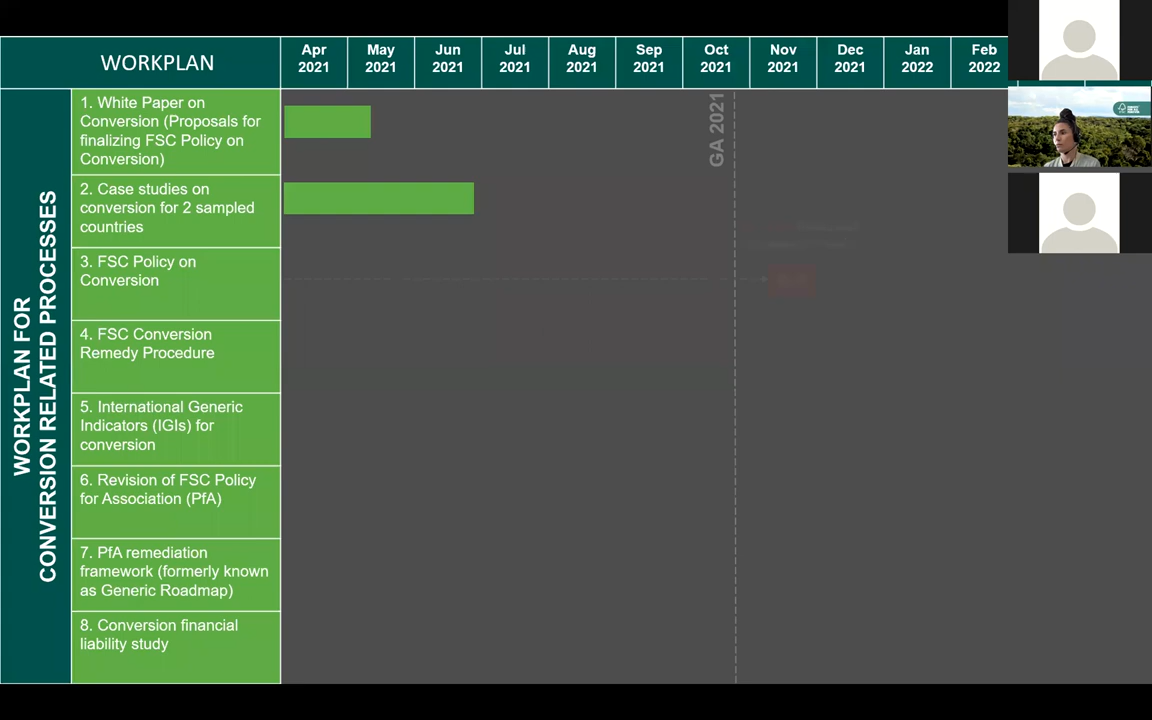 WORKPLAN
Apr
2021
May
2021
Jun
2021
Jul
2021
Aug
2021
Sep
2021
Oct
2021
Nov
2021
Dec
2021
Jan
2022
Feb
2022
WORKPLAN FOR
CONVERSION RELATED PROCESSES
1. White Paper on
Conversion (Proposals for
finalizing FSC Policy on
Conversion)
2. Case studies on
conversion for 2 sampled
countries
3. FSC Policy on
Conversion
4. FSC Conversion
Remedy Procedure
5. International Generic
Indicators (IGIs) for
conversion
6. Revision of FSC Policy
for Association (PfA)
7. PfA remediation
framework (formerly known
as Generic Roadmap)
8. Conversion financial
liability study
GA 2021